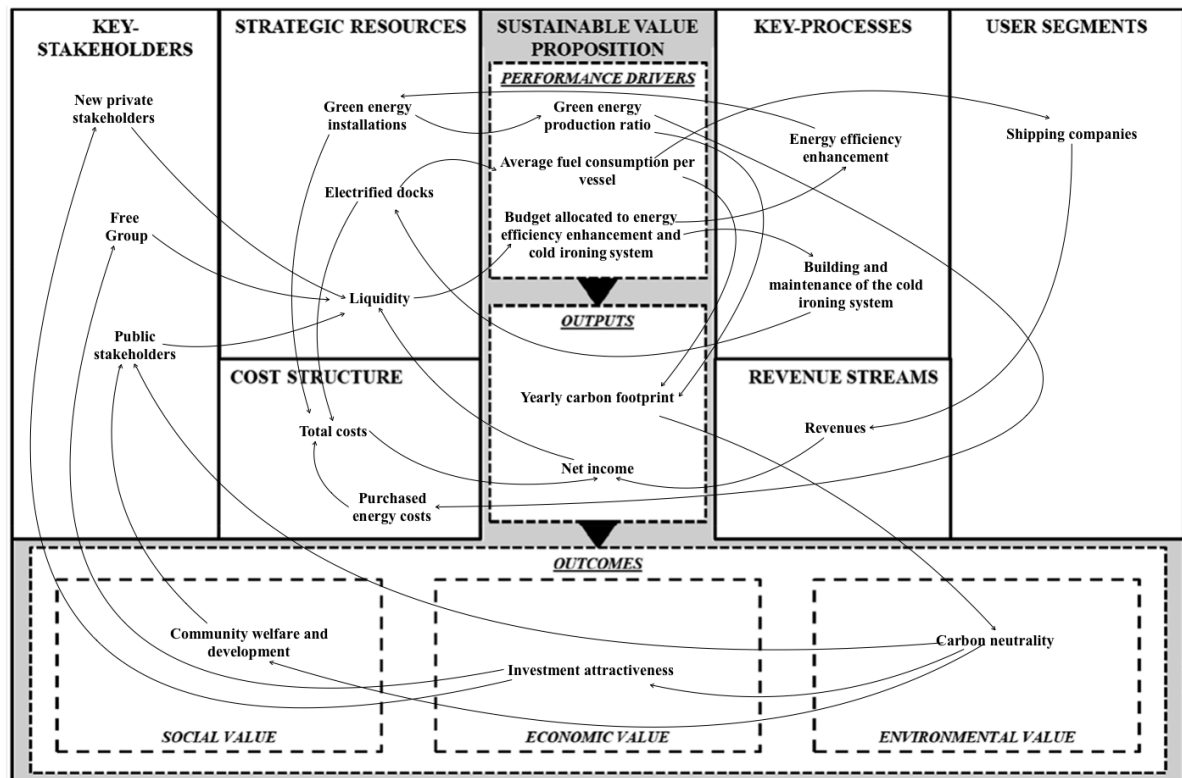 KEY-
STAKEHOLDERS
New private
stakeholders
Free
Group
Public
stakeholders
STRATEGIC RESOURCES
Green energy
installations
Electrified docks
Liquidity
COST STRUCTURE
Total costs
Purchased
energy costs
SUSTAINABLE VALUE
PROPOSITION
PERFORMANCE DRIVERS
Green energy
production ratio
Average fuel consumption per
vessel
Budget allocated to energy
efficiency enhancement and
cold ironing system
OUTPUTS
Yearly carbon footprint
Net income
KEY-PROCESSES
Energy efficiency
enhancement
Building and
maintenance of the cold
ironing system
REVENUE STREAMS
Revenues
USER SEGMENTS
Shipping companies
OUTCOMES
Community welfare and
development
SOCIAL VALUE
Investment attractiveness
ECONOMIC VALUE
Carbon neutrality
ENVIRONMENTAL VALUE